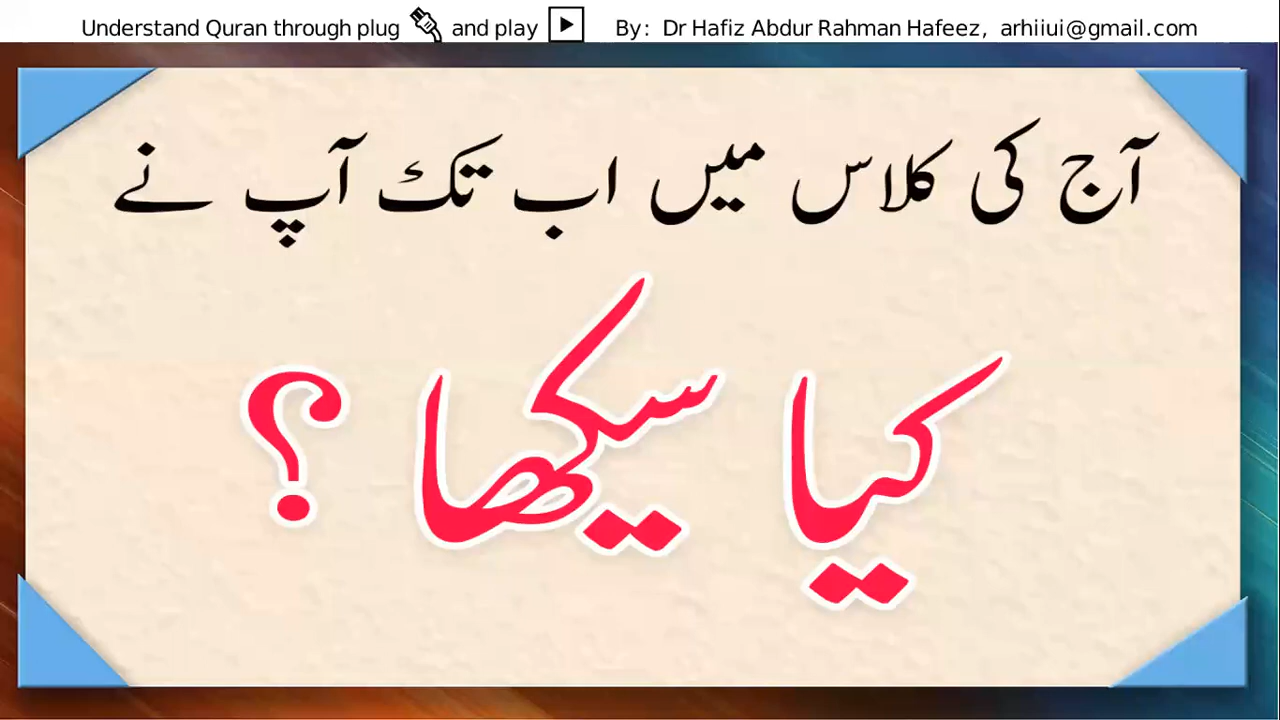 Understand Quran through plug and play By: Dr Hafiz Abdur Rahman Hafeez, arhiiui@gmail.com
آج کی کلاس میں اب تک آپ نے
کیا سیکھا ؟